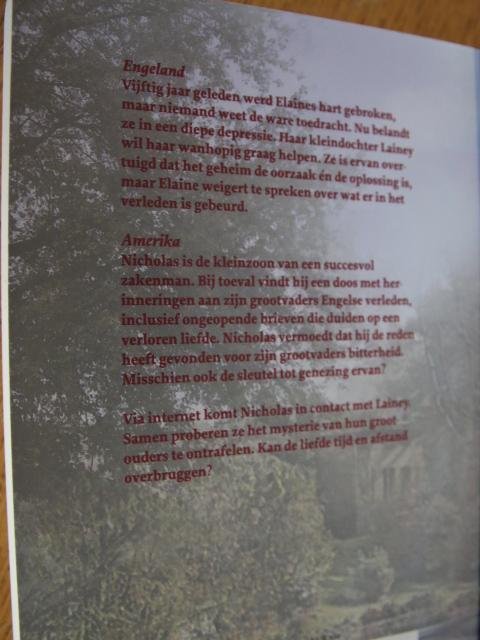 Engeland
Vijftig jaar geleden werd Elaines hart gebroken,
maar niemand weet de ware toedracht. Nu belandt
ze in een diepe depressie. Haar kleindochter Lainey
wil haar wanhopig graag helpen. Ze is ervan over-
tuigd dat het geheim de oorzaak én de oplossing is,
maar Elaine weigert te spreken over wat er in het
verleden is gebeurd.
Amerika
Nicholas is de kleinzoon van een succesvol
zakenman. Bij toeval vindt hij een doos met her-
inneringen aan zijn grootvaders Engelse verleden,
inclusief ongeopende brieven die duiden op een
verloren liefde. Nicholas vermoedt dat hij de reden
heeft gevonden voor zijn grootvaders bitterheid.
Misschien ook de sleutel tot genezing ervan?
Via internet komt Nicholas in contact met Lainey.
Samen proberen ze het mysterie van hun groot-
ouders te ontrafelen. Kan de liefde tijd en afstand
overbruggen?